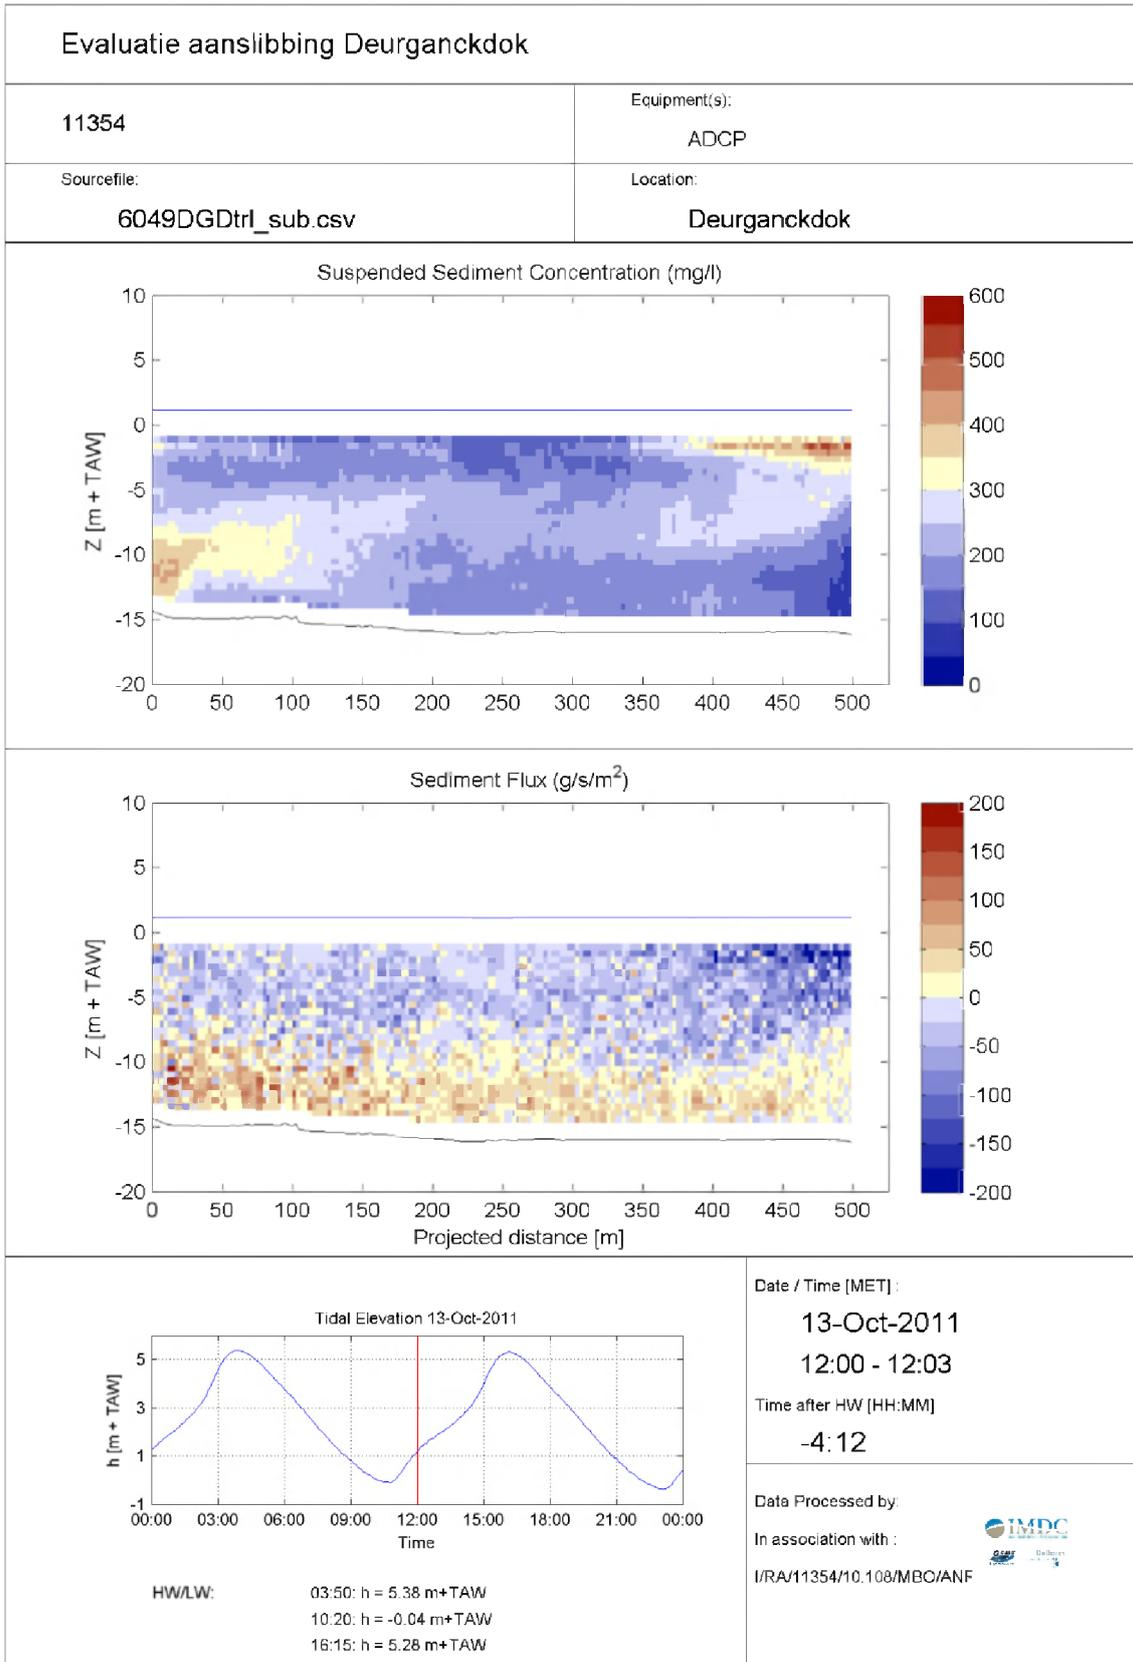 Evaluatie aanslibbing Deurganckdok
11354
Equipment(s):
ADCP
Sourcefile:
6049DGDtrl_sub.csv
Location:
Deurganckdok
Suspended Sediment Concentration (mg/l)
10
5
0
-5
-10
-15
-20
Z [m + TAW]
0 50 100 150 200 250 300 350 400 450 500
600
500
400
300
200
100
0
Sediment Flux (g/s/m²)
10
5
0
-5
-10
-15
-20
Z [m + TAW]
0 50 100 150 200 250 300 350 400 450 500
Projected distance [m]
200
150
100
50
0
-50
-100
-150
-200
Tidal Elevation 13-Oct-2011
5
3
1
-1
h [m + TAW]
00:00 03:00 06:00 09:00 12:00 15:00 18:00 21:00 00:00
Time
HW/LW:
03:50: h = 5.38 m+TAW
10:20: h = -0.04 m+TAW
16:15: h = 5.28 m+TAW
Date / Time [MET] :
13-Oct-2011
12:00 - 12:03
Time after HW [HH:MM]
-4:12
Data Processed by:
IMDC
In association with :
I/RA/11354/10.108/MBO/ANF